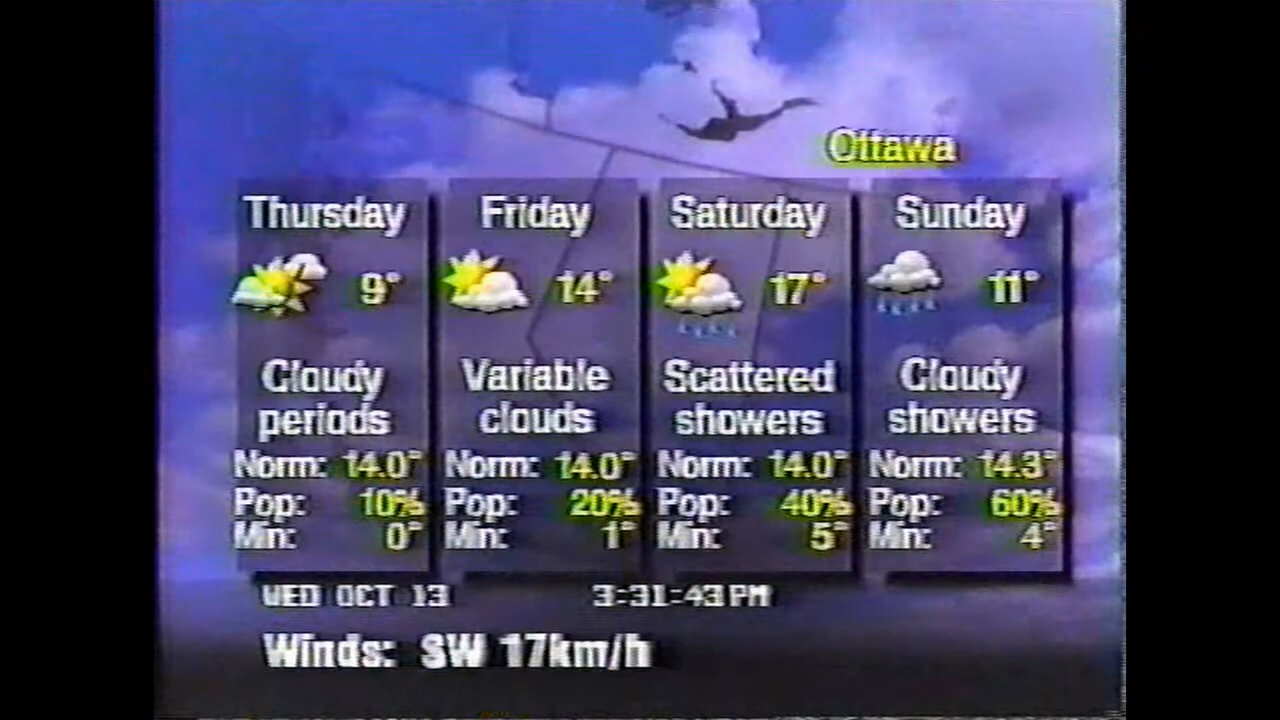 Ottawa
Thursday Friday Saturday Sunday
9° 14° 17° 11°
Cloudy periods Variable clouds Scattered showers Cloudy showers
Norm: 14.0° Norm: 14.0° Norm: 14.0° Norm: 14.3°
Pop: 10% Pop: 20% Pop: 40% Pop: 60%
Min: 0° Min: 1° Min: 5° Min: 4°
WED OCT 13 3:31:43 PM
Winds: SW 17km/h